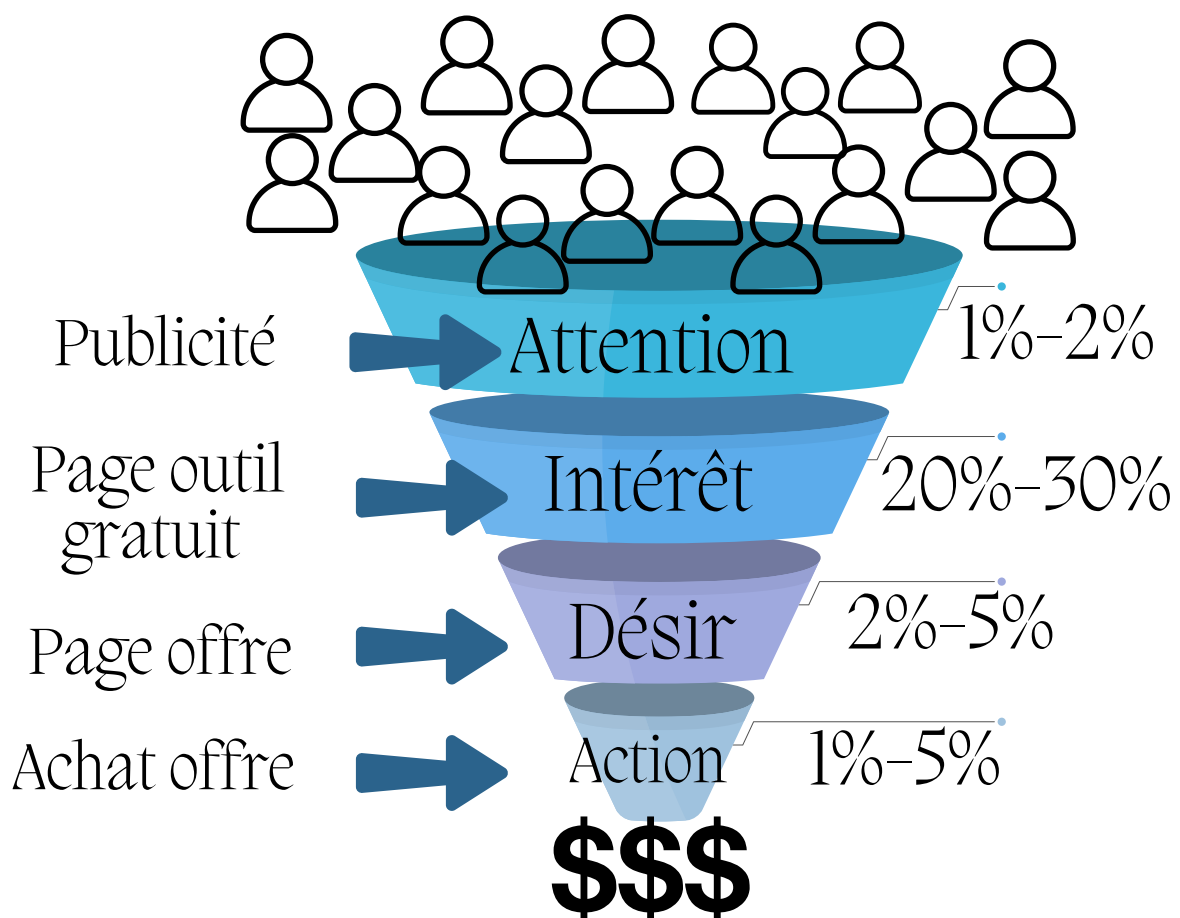 Publicité
Attention
1%-2%
Page outil
gratuit
Intérêt
20%-30%
Page offre
Désir
2%-5%
Achat offre
Action
1%-5%
$$$